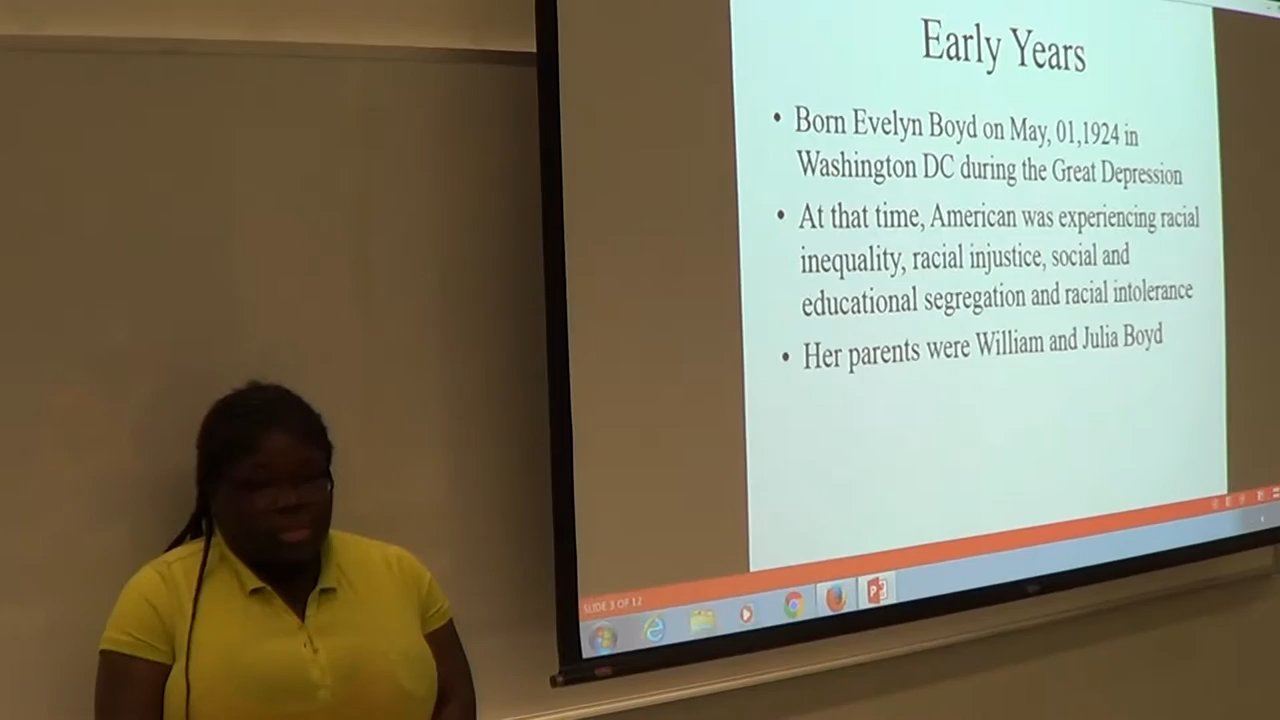 Early Years
• Born Evelyn Boyd on May, 01,1924 in
Washington DC during the Great Depression
• At that time, American was experiencing racial
inequality, racial injustice, social and
educational segregation and racial intolerance
• Her parents were William and Julia Boyd
SLIDE 3 OF 12